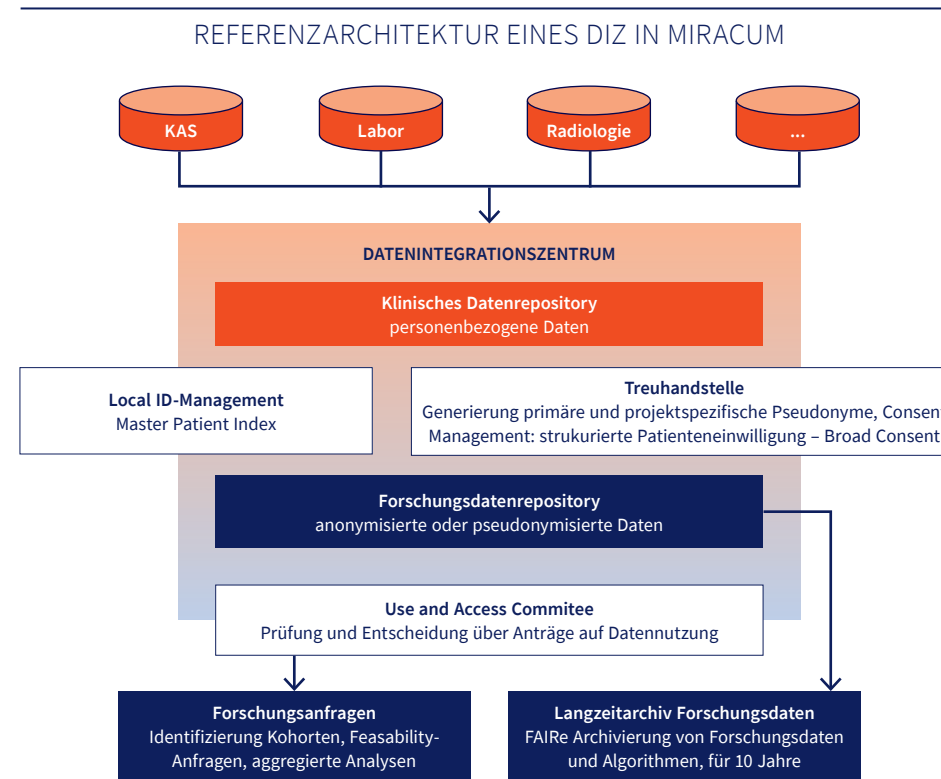 REFERENZARCHITEKTUR EINES DIZ IN MIRACUM
KAS
Labor
Radiologie
...
DATENINTEGRATIONSZENTRUM
Klinisches Datenrepository
personenbezogene Daten
Local ID-Management
Master Patient Index
Treuhandstelle
Generierung primäre und projektspezifische Pseudonyme, Consent
Management: strukurierte Patienteneinwilligung – Broad Consent
Forschungsdatenrepository
anonymisierte oder pseudonymisierte Daten
Use and Access Commitee
Prüfung und Entscheidung über Anträge auf Datennutzung
Forschungsanfragen
Identifizierung Kohorten, Feasability-
Anfragen, aggregierte Analysen
Langzeitarchiv Forschungsdaten
FAIRe Archivierung von Forschungsdaten
und Algorithmen, für 10 Jahre